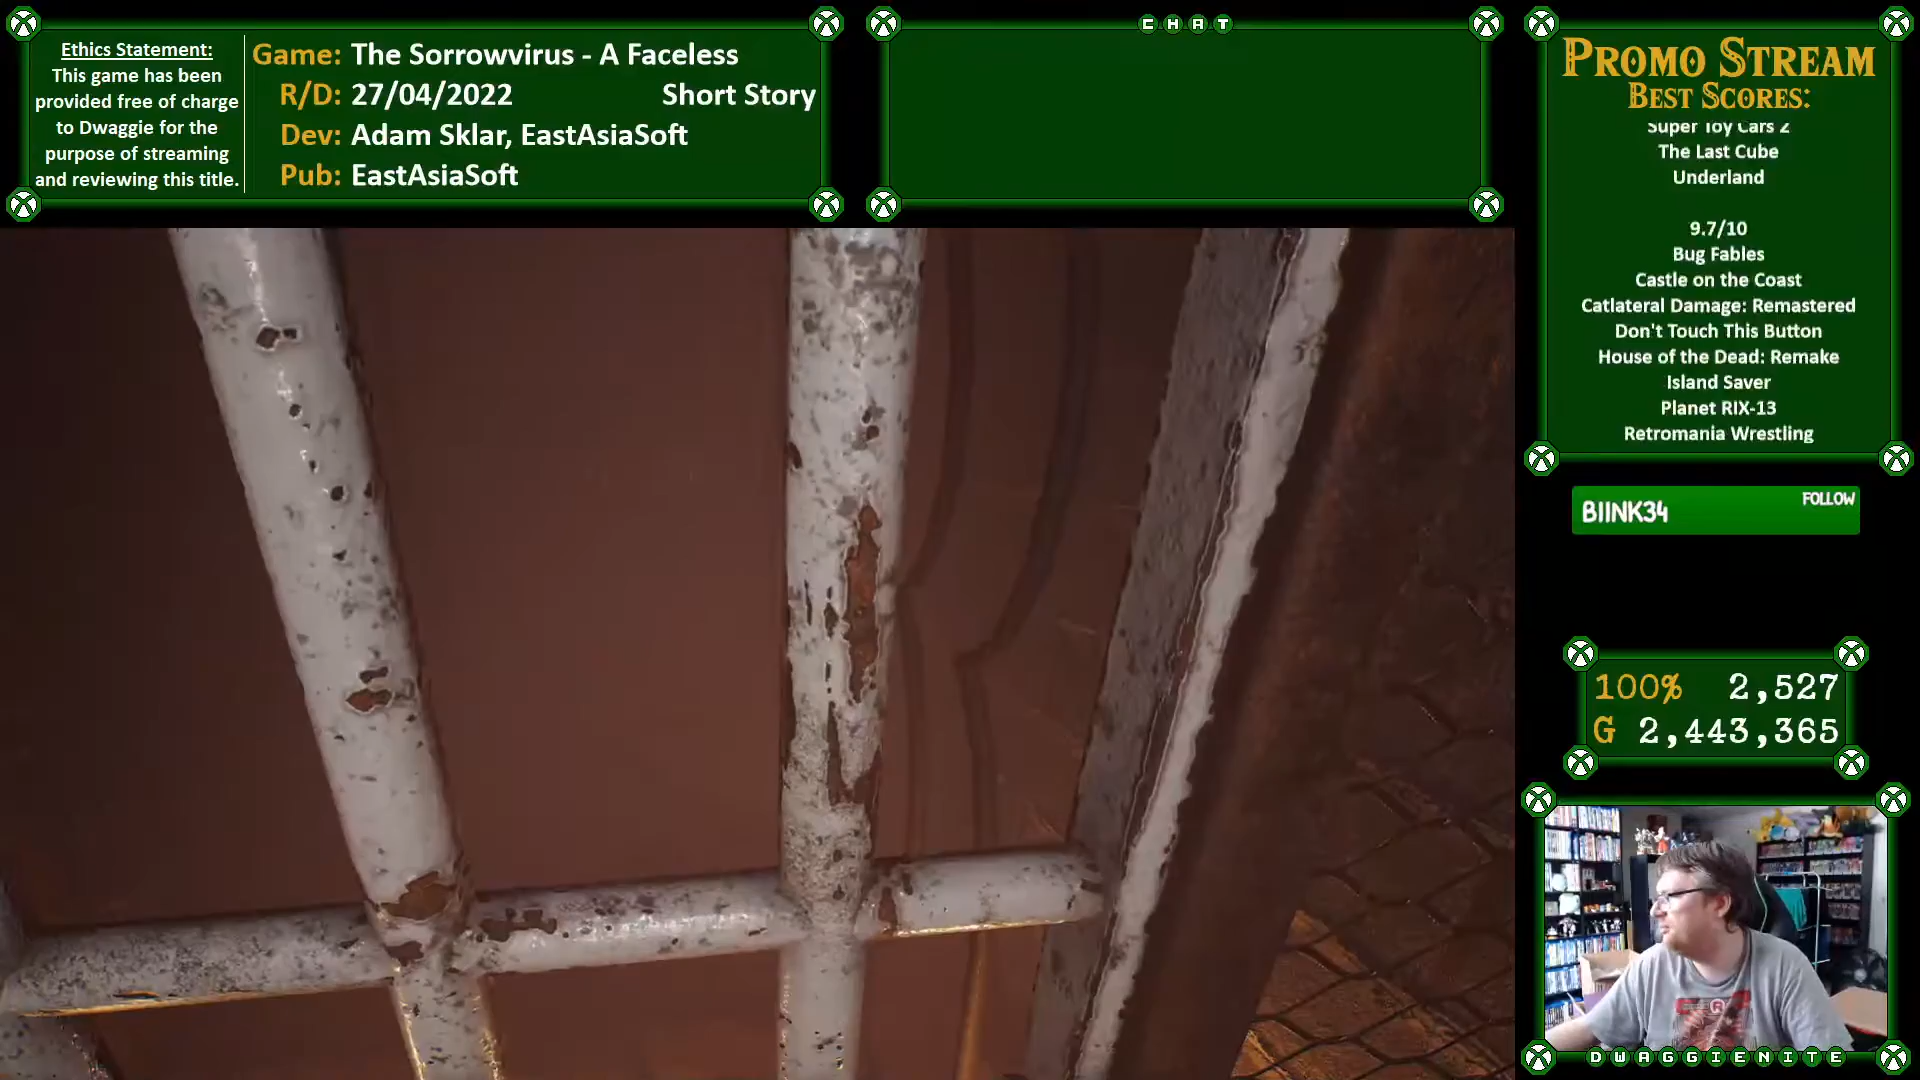 Ethics Statement:
This game has been
provided free of charge
to Dwaggie for the
purpose of streaming
and reviewing this title.
Game: The Sorrowvirus - A Faceless
R/D: 27/04/2022 Short Story
Dev: Adam Sklar, EastAsiaSoft
Pub: EastAsiaSoft
CHAT
PROMO STREAM
BEST SCORES:
Super Toy Cars 2
The Last Cube
Underland
9.7/10
Bug Fables
Castle on the Coast
Catlateral Damage: Remastered
Don't Touch This Button
House of the Dead: Remake
Island Saver
Planet RIX-13
Retromania Wrestling
BIINK34 FOLLOW
100% 2,527
G 2,443,365
DWAGGIENITE